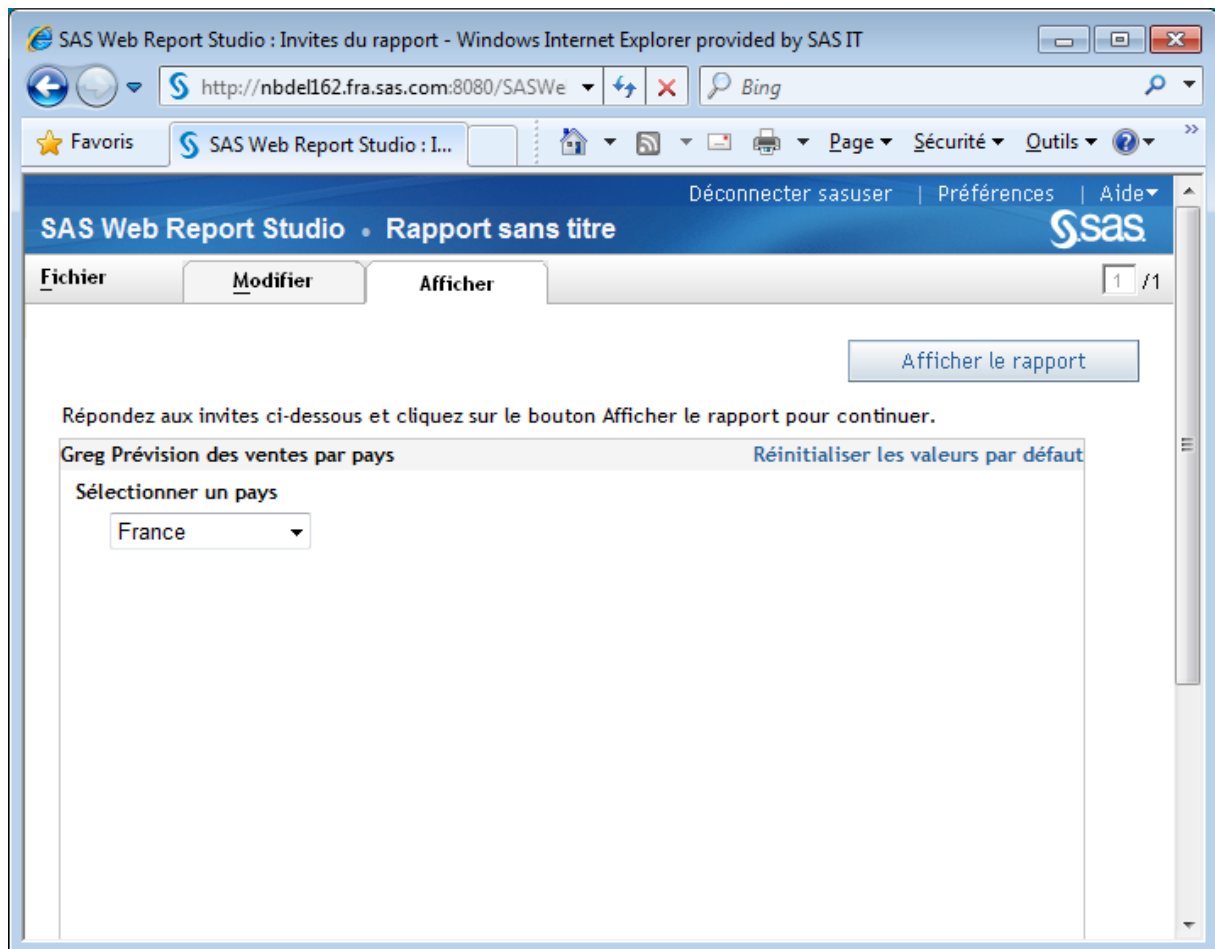 SAS Web Report Studio : Invites du rapport - Windows Internet Explorer provided by SAS IT
http://nbdel162.fra.sas.com:8080/SASWe
Bing
Favoris
SAS Web Report Studio : I...
Page
Sécurité
Outils
Déconnecter sasuser | Préférences | Aide
SAS Web Report Studio • Rapport sans titre
sas
Fichier
Modifier
Afficher
1 /1
Afficher le rapport
Répondez aux invites ci-dessous et cliquez sur le bouton Afficher le rapport pour continuer.
Greg Prévision des ventes par pays
Réinitialiser les valeurs par défaut
Sélectionner un pays
France